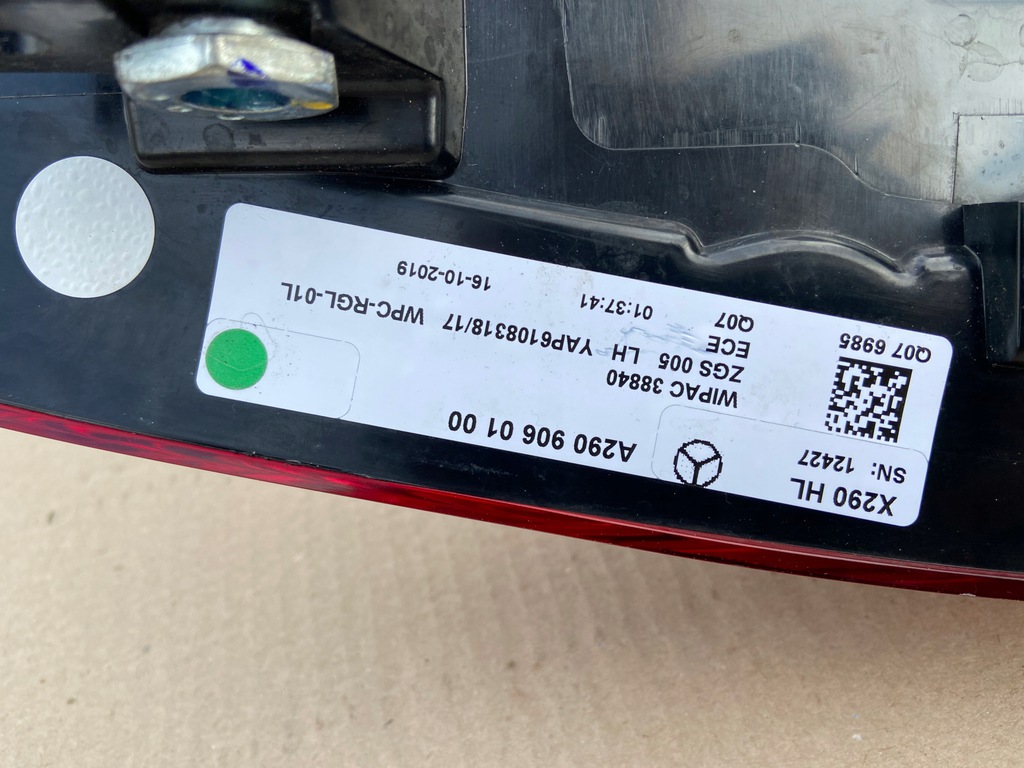 X290 HL
SN: 12427
A290 906 01 00
WIPAC 38840
ZGS 005 LH YAP6108318/17 WPC-RGL-01L
ECE
Q07 01:37:41 16-10-2019
Q07 6985